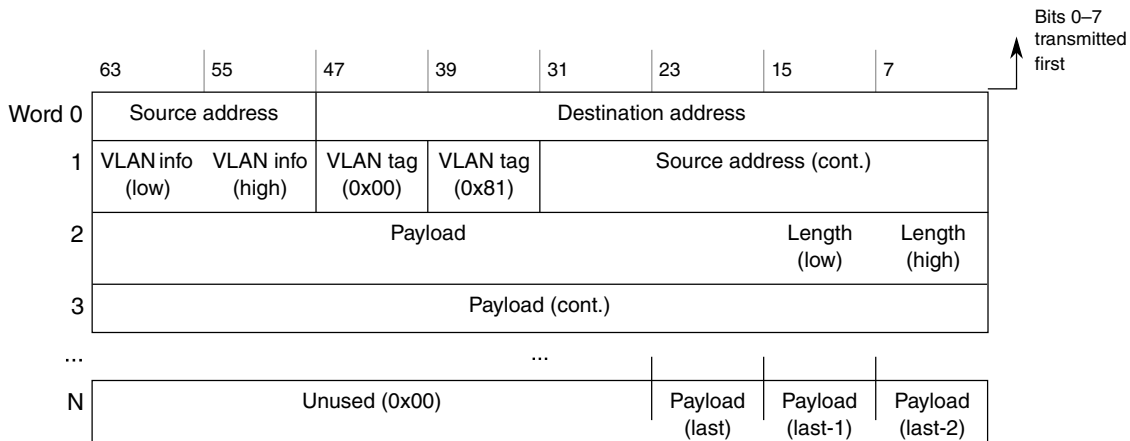 Bits 0–7
transmitted
first
63 55 47 39 31 23 15 7
Word 0 Source address Destination address
1 VLAN info (low) VLAN info (high) VLAN tag (0x00) VLAN tag (0x81) Source address (cont.)
2 Payload Length (low) Length (high)
3 Payload (cont.)
... ...
N Unused (0x00) Payload (last) Payload (last-1) Payload (last-2)